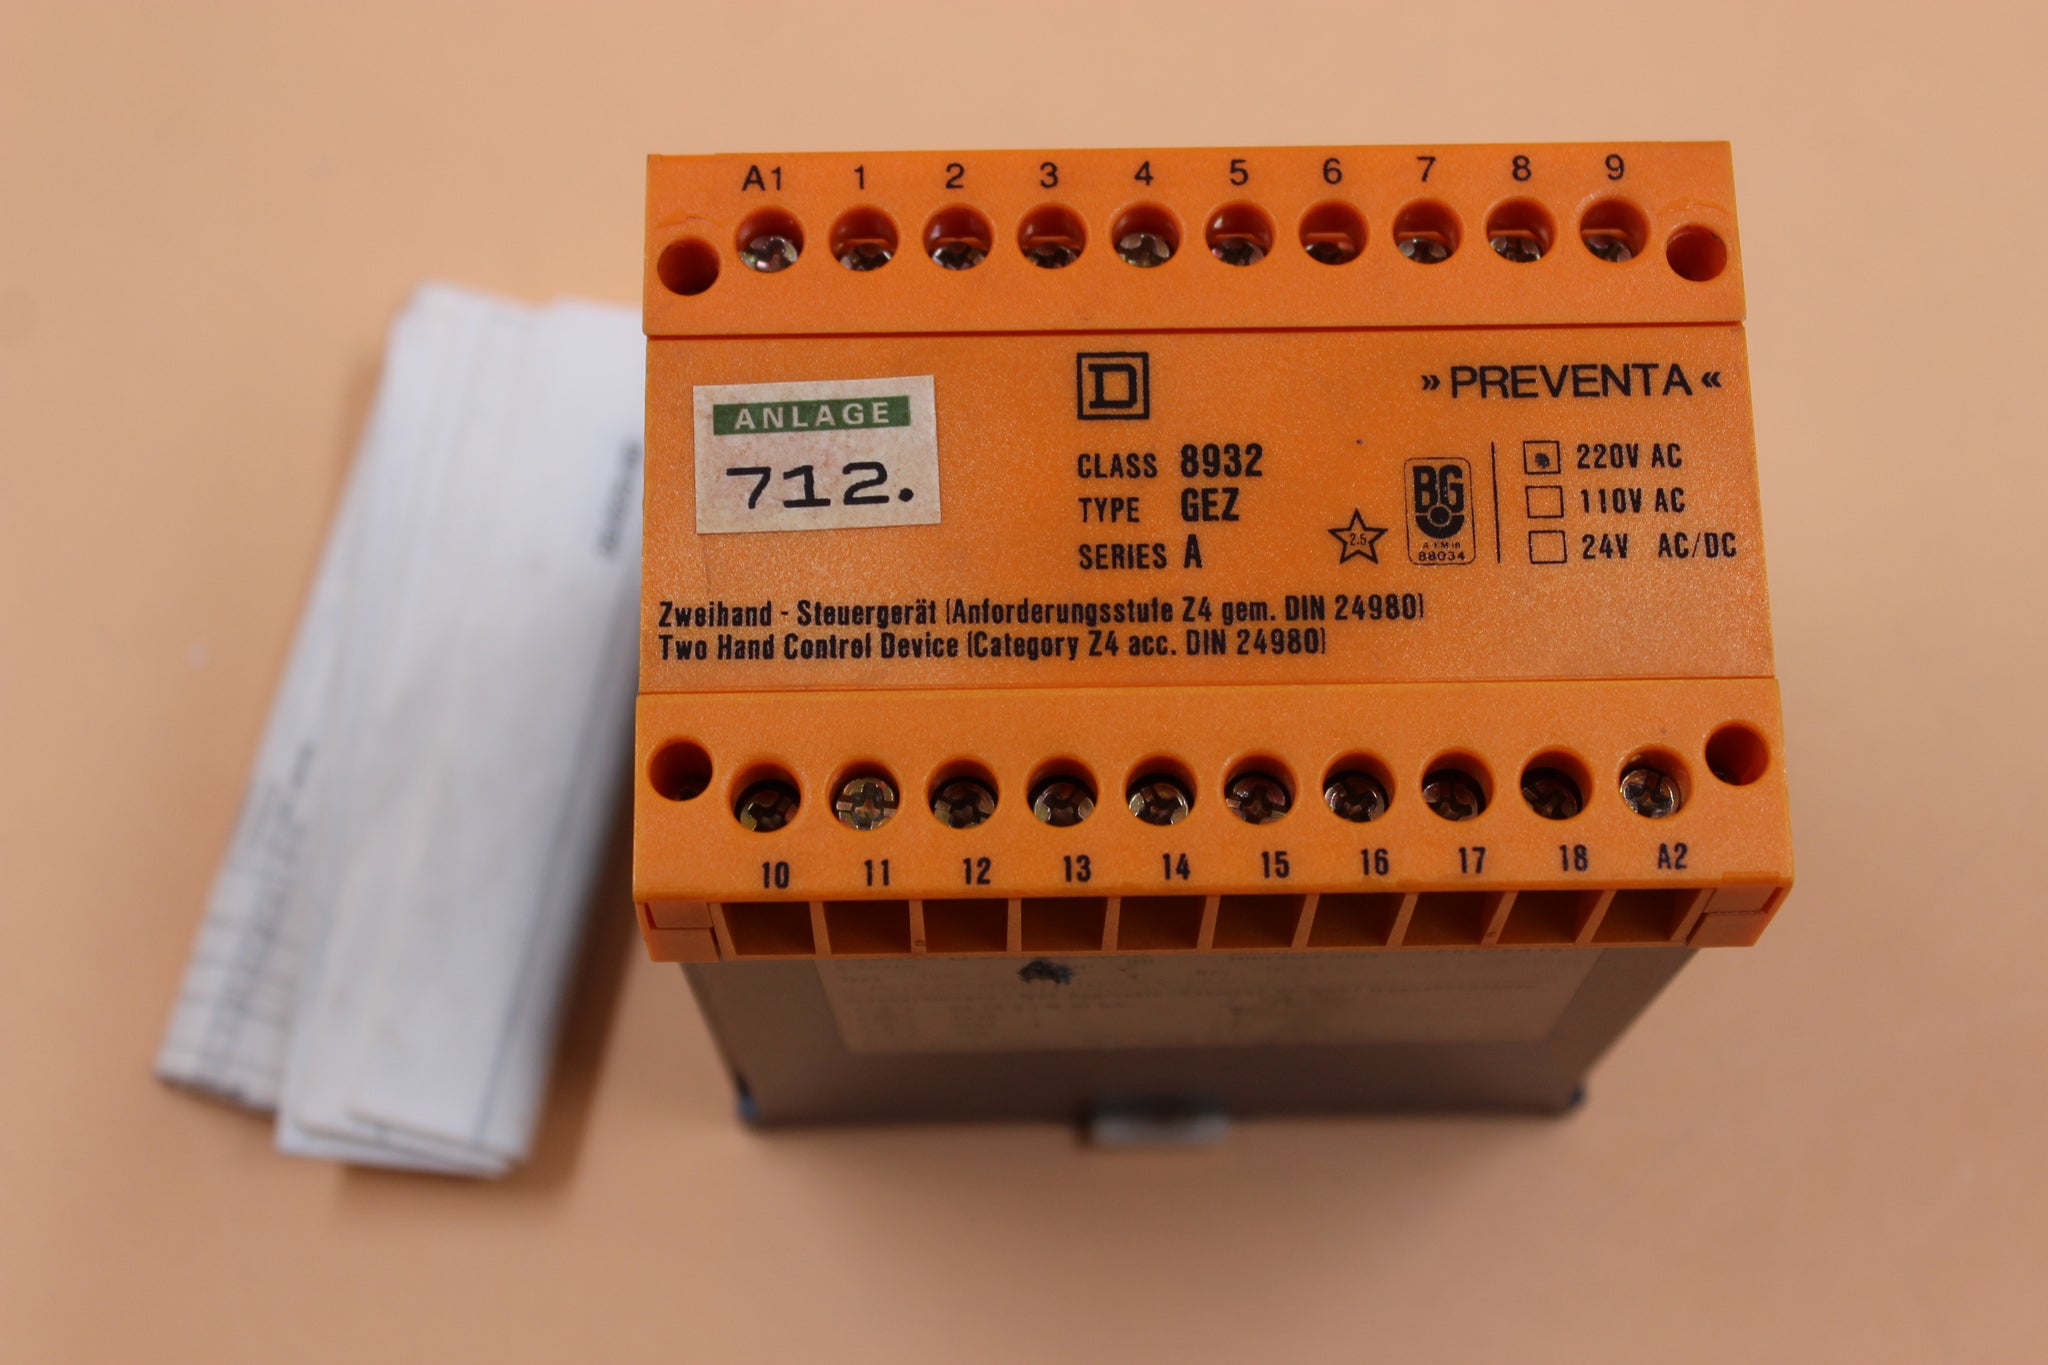 A1 1 2 3 4 5 6 7 8 9
ANLAGE
712.
D
» PREVENTA «
CLASS 8932
TYPE GEZ
SERIES A
2.5
BG
88034
220V AC
110V AC
24V AC/DC
Zweihand - Steuergerät (Anforderungsstufe Z4 gem. DIN 24980)
Two Hand Control Device (Category Z4 acc. DIN 24980)
10 11 12 13 14 15 16 17 18 A2